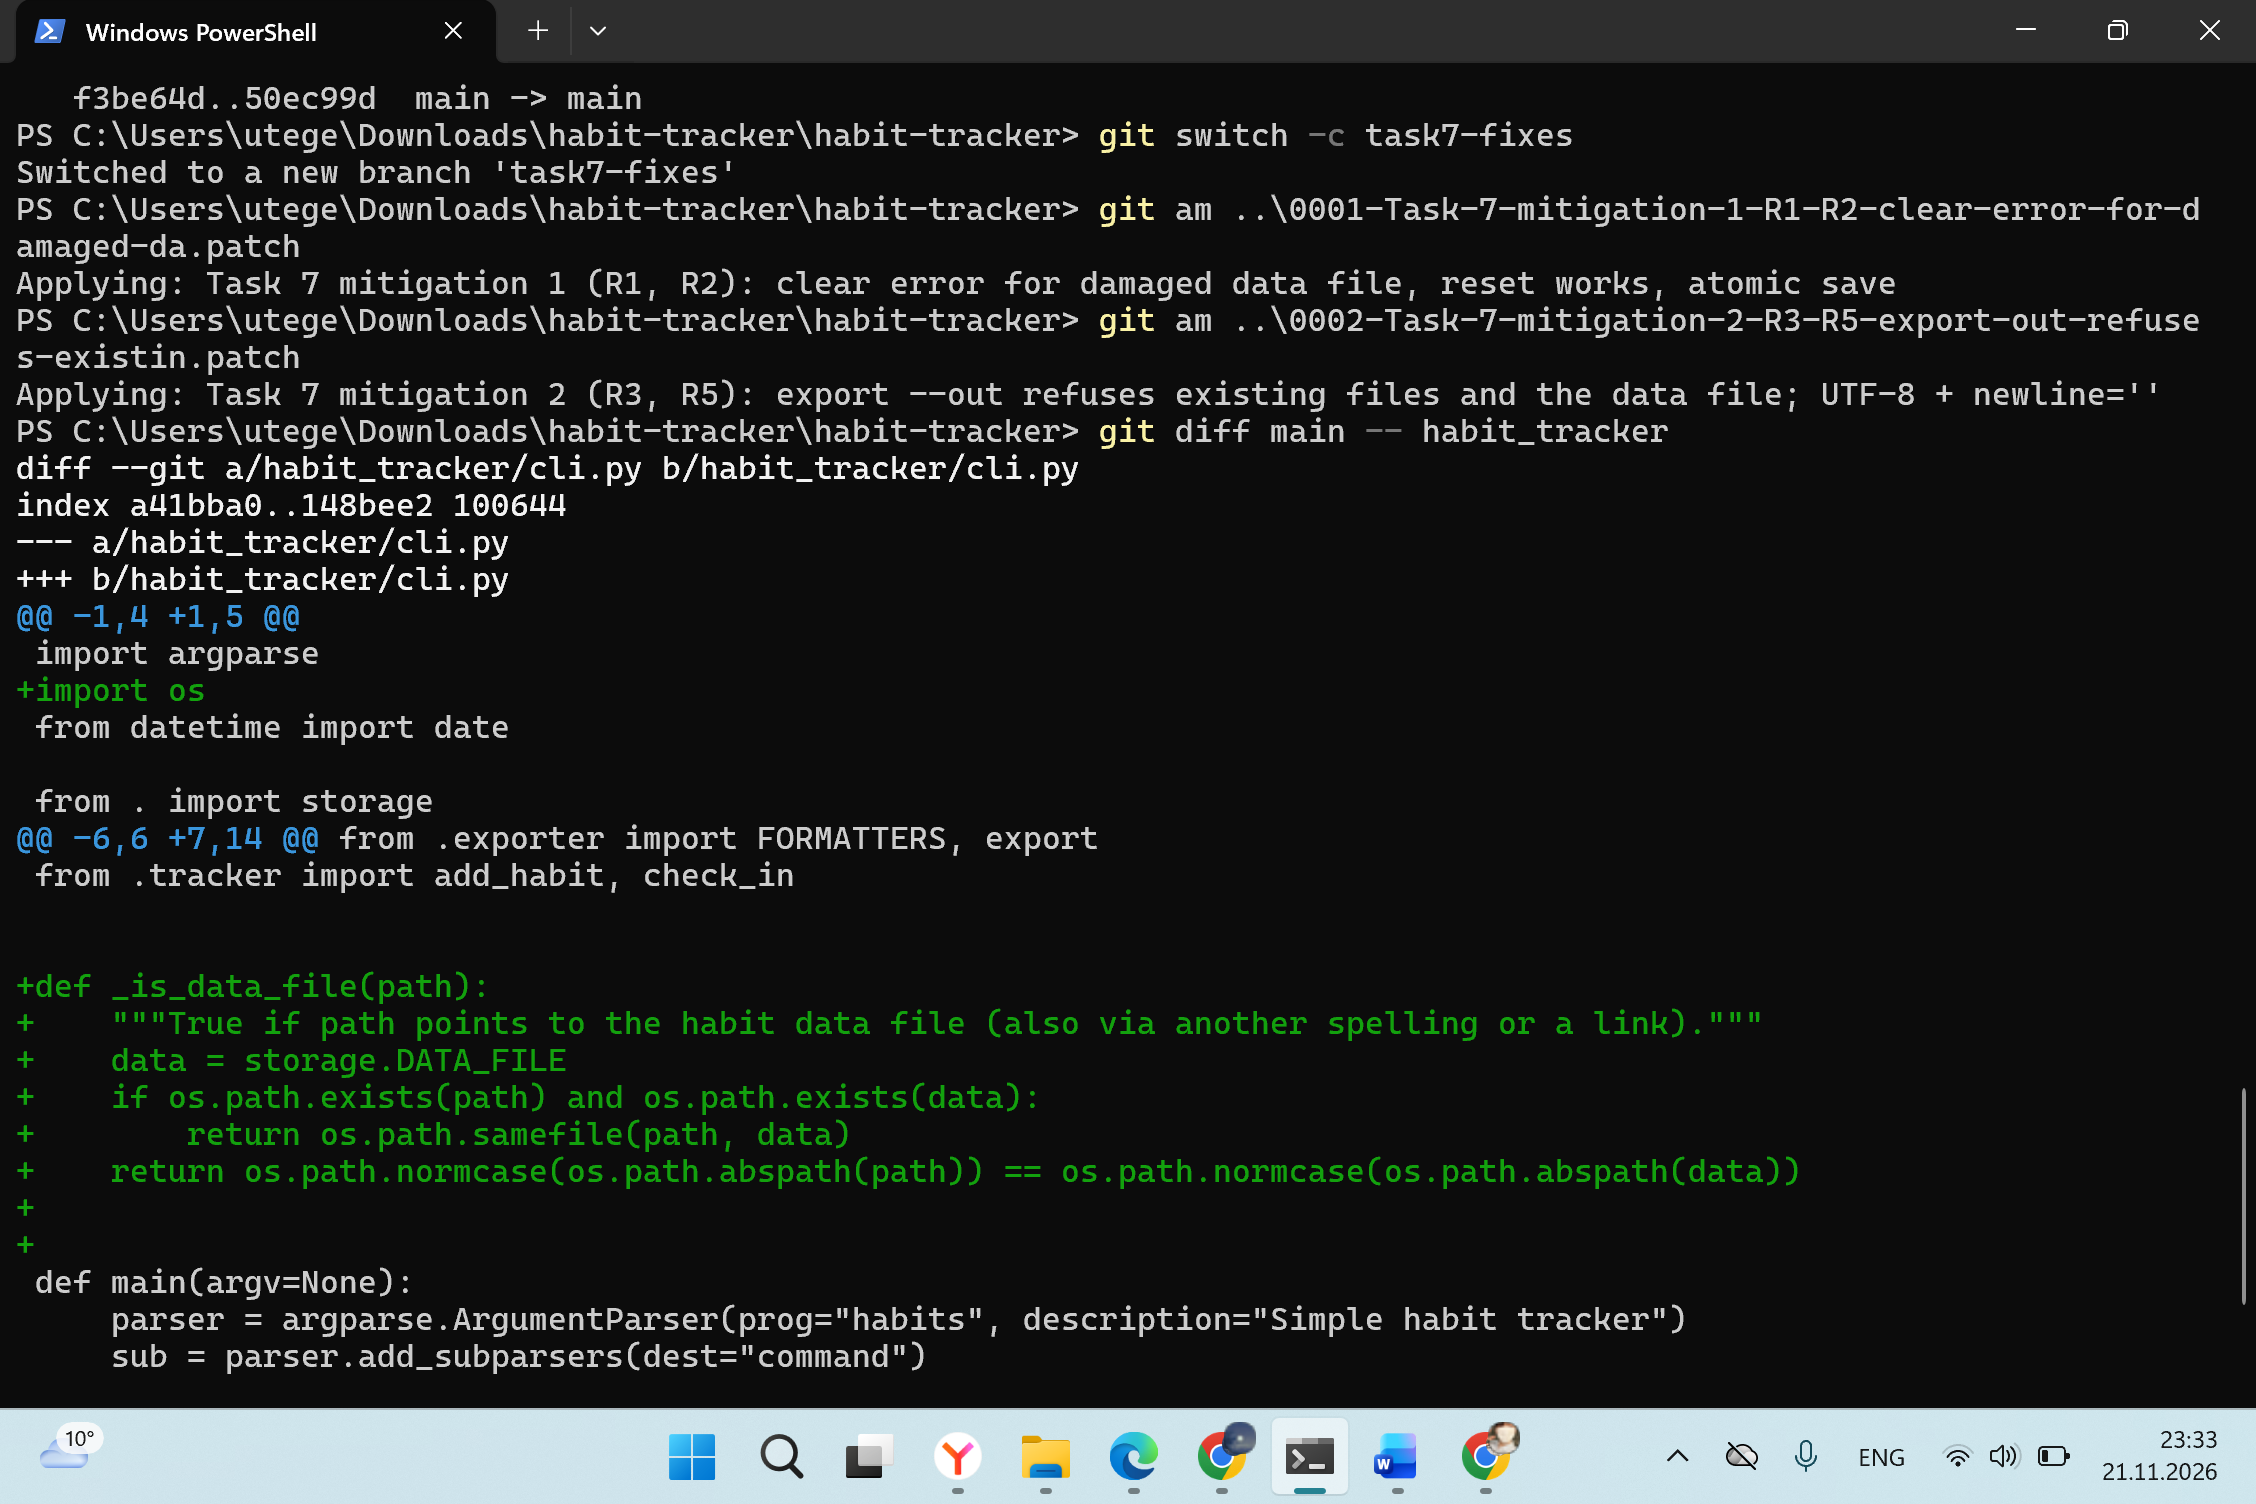 Windows PowerShell
   f3be64d..50ec99d  main -> main
PS C:\Users\utege\Downloads\habit-tracker\habit-tracker> git switch -c task7-fixes
Switched to a new branch 'task7-fixes'
PS C:\Users\utege\Downloads\habit-tracker\habit-tracker> git am ..\0001-Task-7-mitigation-1-R1-R2-clear-error-for-d
amaged-da.patch
Applying: Task 7 mitigation 1 (R1, R2): clear error for damaged data file, reset works, atomic save
PS C:\Users\utege\Downloads\habit-tracker\habit-tracker> git am ..\0002-Task-7-mitigation-2-R3-R5-export-out-refuse
s-existin.patch
Applying: Task 7 mitigation 2 (R3, R5): export --out refuses existing files and the data file; UTF-8 + newline=''
PS C:\Users\utege\Downloads\habit-tracker\habit-tracker> git diff main -- habit_tracker
diff --git a/habit_tracker/cli.py b/habit_tracker/cli.py
index a41bba0..148bee2 100644
--- a/habit_tracker/cli.py
+++ b/habit_tracker/cli.py
@@ -1,4 +1,5 @@
 import argparse
+import os
 from datetime import date

 from . import storage
@@ -6,6 +7,14 @@ from .exporter import FORMATTERS, export
 from .tracker import add_habit, check_in


+def _is_data_file(path):
+    """True if path points to the habit data file (also via another spelling or a link)."""
+    data = storage.DATA_FILE
+    if os.path.exists(path) and os.path.exists(data):
+        return os.path.samefile(path, data)
+    return os.path.normcase(os.path.abspath(path)) == os.path.normcase(os.path.abspath(data))
+
+
 def main(argv=None):
     parser = argparse.ArgumentParser(prog="habits", description="Simple habit tracker")
     sub = parser.add_subparsers(dest="command")
10°
ENG
23:33
21.11.2026